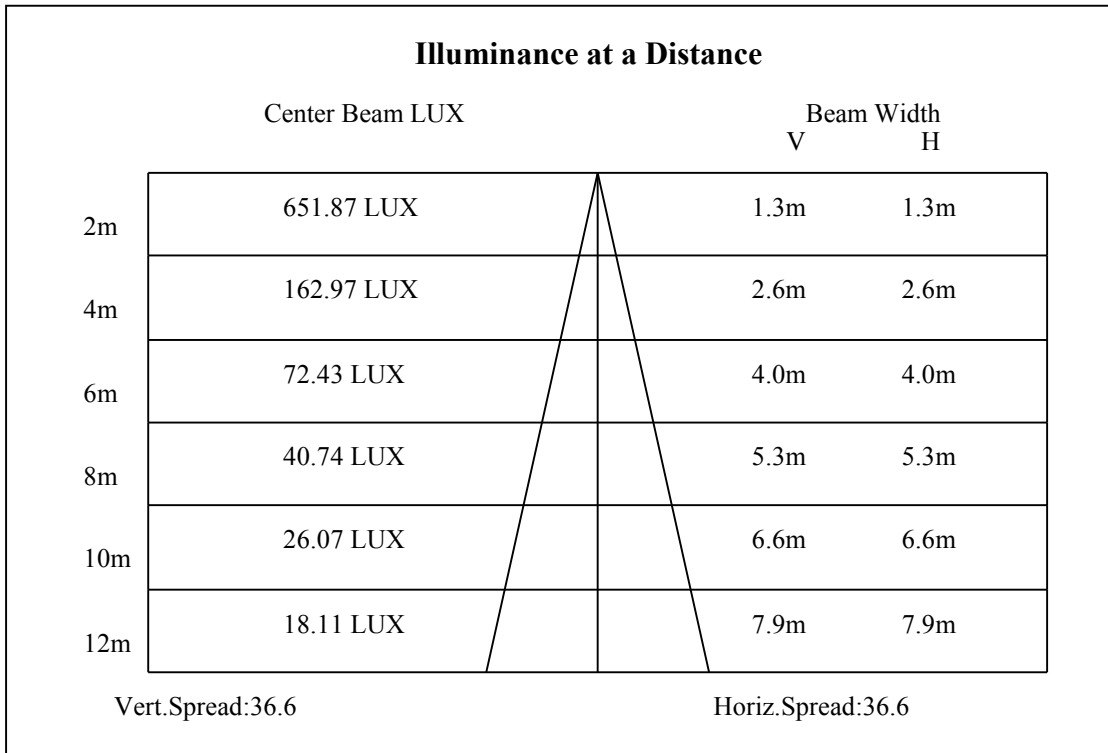 Illuminance at a Distance
Center Beam LUX Beam Width
V H
2m 651.87 LUX 1.3m 1.3m
4m 162.97 LUX 2.6m 2.6m
6m 72.43 LUX 4.0m 4.0m
8m 40.74 LUX 5.3m 5.3m
10m 26.07 LUX 6.6m 6.6m
12m 18.11 LUX 7.9m 7.9m
Vert.Spread:36.6 Horiz.Spread:36.6